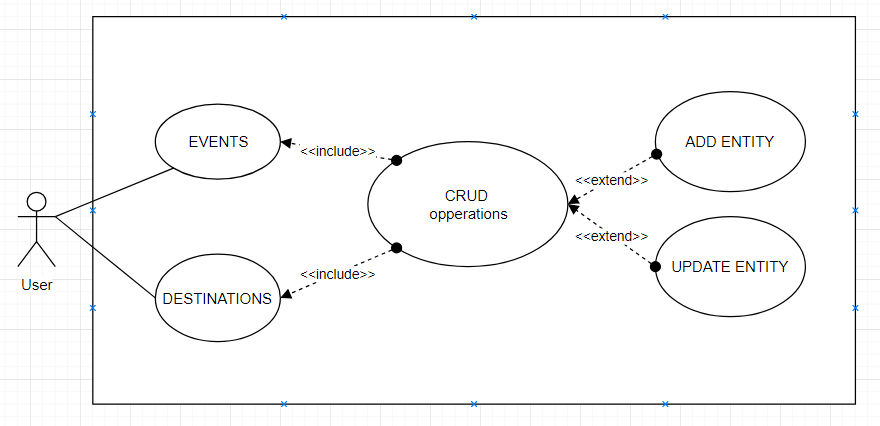 EVENTS
<<include>>
ADD ENTITY
<<extend>>
CRUD
opperations
<<extend>>
UPDATE ENTITY
<<include>>
User
DESTINATIONS